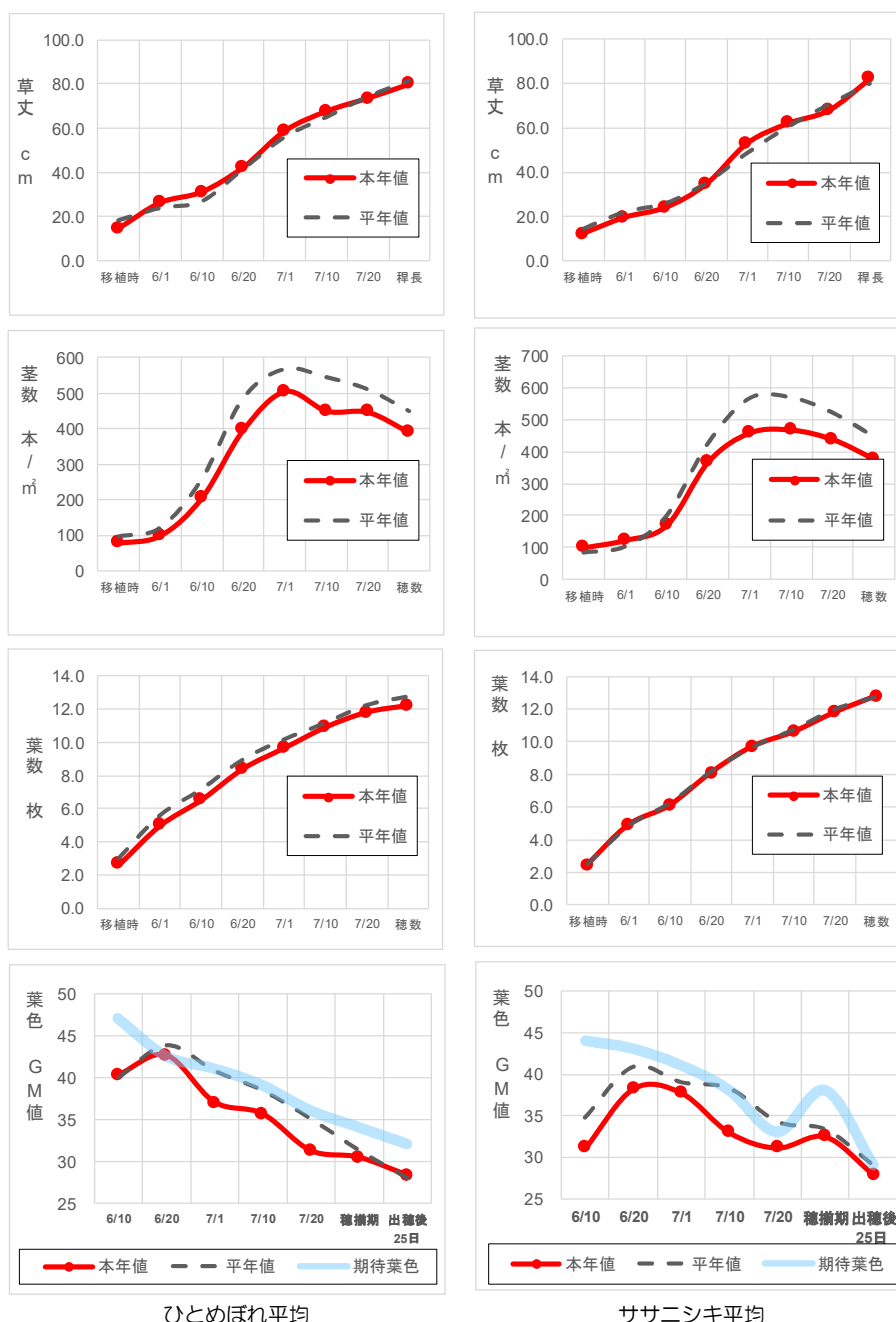 草丈 cm
100.0
80.0
60.0
40.0
20.0
0.0
本年値
平年値
移植時 6/1 6/10 6/20 7/1 7/10 7/20 稈長
草丈 cm
100.0
80.0
60.0
40.0
20.0
0.0
本年値
平年値
移植時 6/1 6/10 6/20 7/1 7/10 7/20 稈長
茎数 本/㎡
600
500
400
300
200
100
0
本年値
平年値
移植時 6/1 6/10 6/20 7/1 7/10 7/20 穂数
茎数 本/㎡
700
600
500
400
300
200
100
0
本年値
平年値
移植時 6/1 6/10 6/20 7/1 7/10 7/20 穂数
葉数 枚
14.0
12.0
10.0
8.0
6.0
4.0
2.0
0.0
本年値
平年値
移植時 6/1 6/10 6/20 7/1 7/10 7/20 穂数
葉数 枚
14.0
12.0
10.0
8.0
6.0
4.0
2.0
0.0
本年値
平年値
移植時 6/1 6/10 6/20 7/1 7/10 7/20 穂数
葉色 GM値
50
45
40
35
30
25
6/10 6/20 7/1 7/10 7/20 穂揃期 出穂後
25日
本年値 平年値 期待葉色
葉色 GM値
50
45
40
35
30
25
6/10 6/20 7/1 7/10 7/20 穂揃期 出穂後
25日
本年値 平年値 期待葉色
ひとめぼれ平均
ササニシキ平均